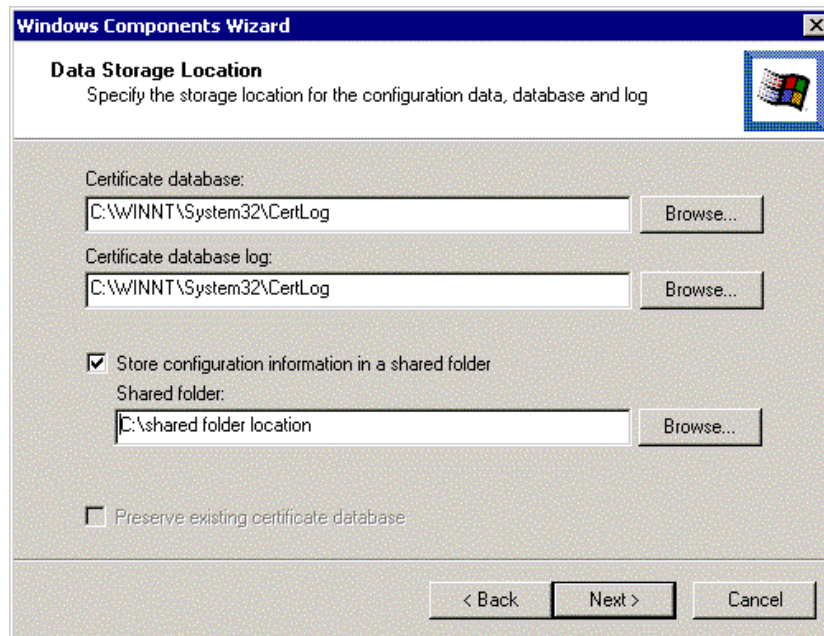 Windows Components Wizard
Data Storage Location
Specify the storage location for the configuration data, database and log
Certificate database:
C:\WINNT\System32\CertLog
Browse...
Certificate database log:
C:\WINNT\System32\CertLog
Browse...
Store configuration information in a shared folder
Shared folder:
C:\shared folder location
Browse...
Preserve existing certificate database
< Back
Next >
Cancel